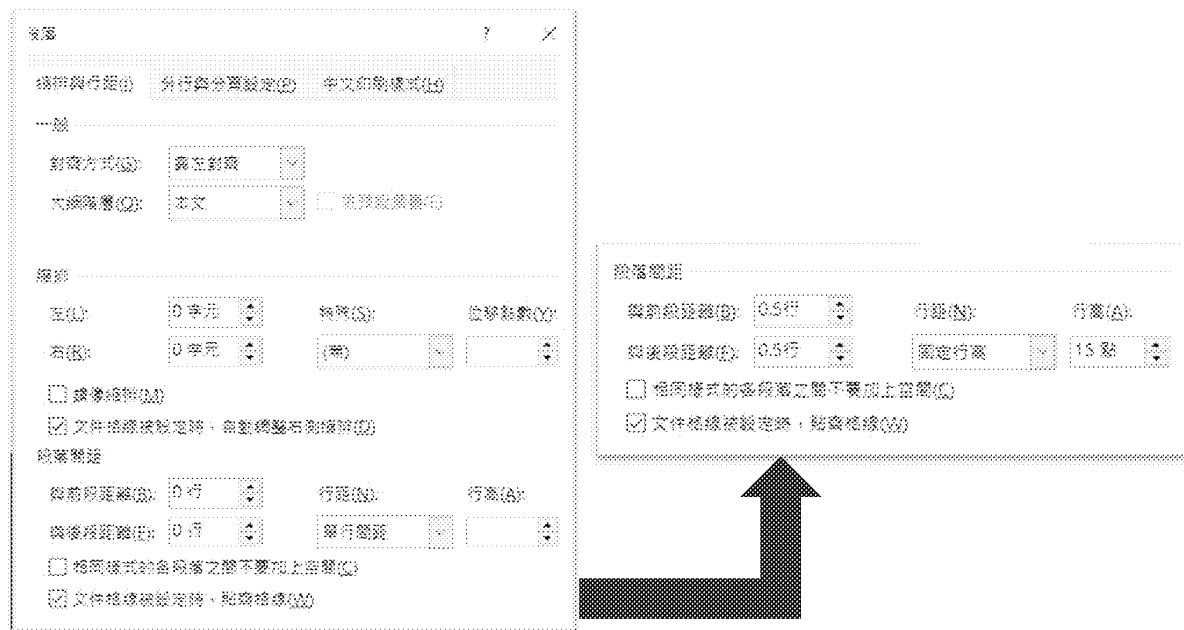 段落 ? ×
縮排與行距(I) 分行與分頁設定(P) 中文印刷樣式(H)
一般
對齊方式(G): 靠左對齊
大綱階層(O): 本文
縮排
左(L): 0 字元 特殊(S): 位移點數(Y):
右(R): 0 字元 (無)
鏡像縮排(M)
文件格線被設定時，自動調整右側縮排(D)
段落間距
與前段距離(B): 0 行 行距(N): 行高(A):
與後段距離(F): 0 行 單行間距
相同樣式的各段落之間不要加上空間(C)
文件格線被設定時，貼齊格線(W)
段落間距
與前段距離(B): 0.5行 行距(N): 行高(A):
與後段距離(F): 0.5行 固定行高 15 點
相同樣式的各段落之間不要加上空間(C)
文件格線被設定時，貼齊格線(W)